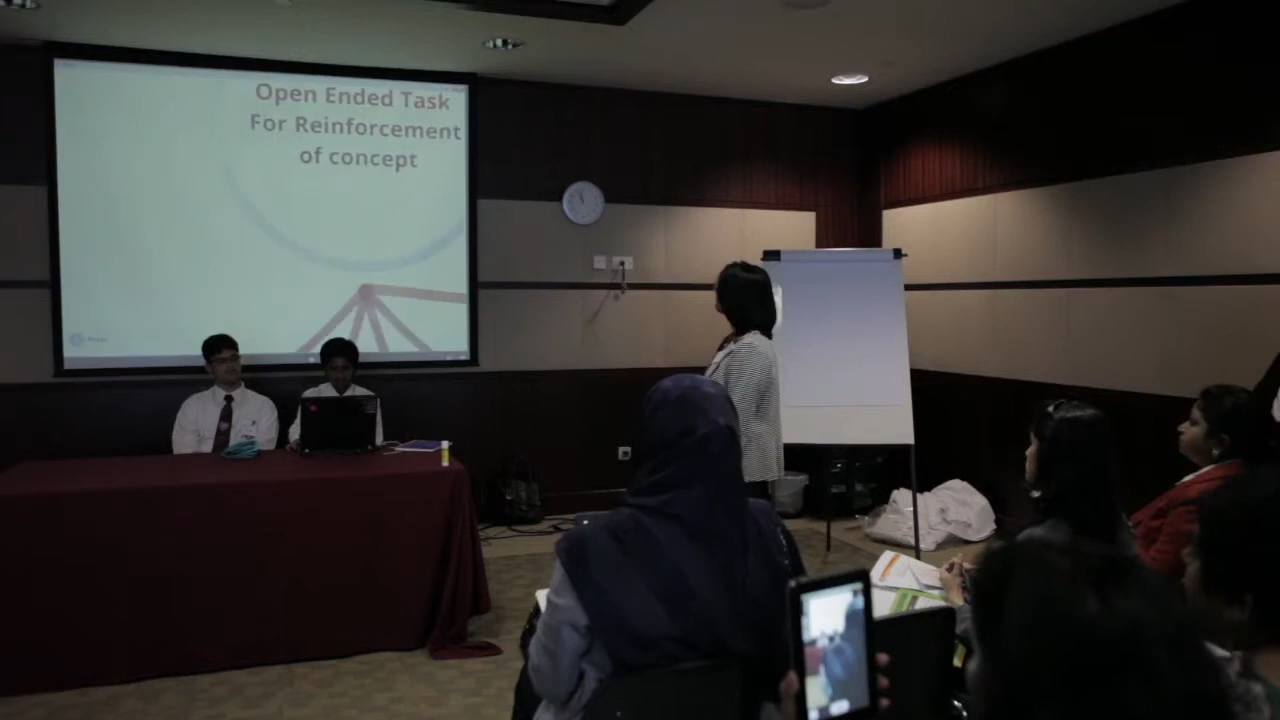 Open Ended Task
For Reinforcement
of concept